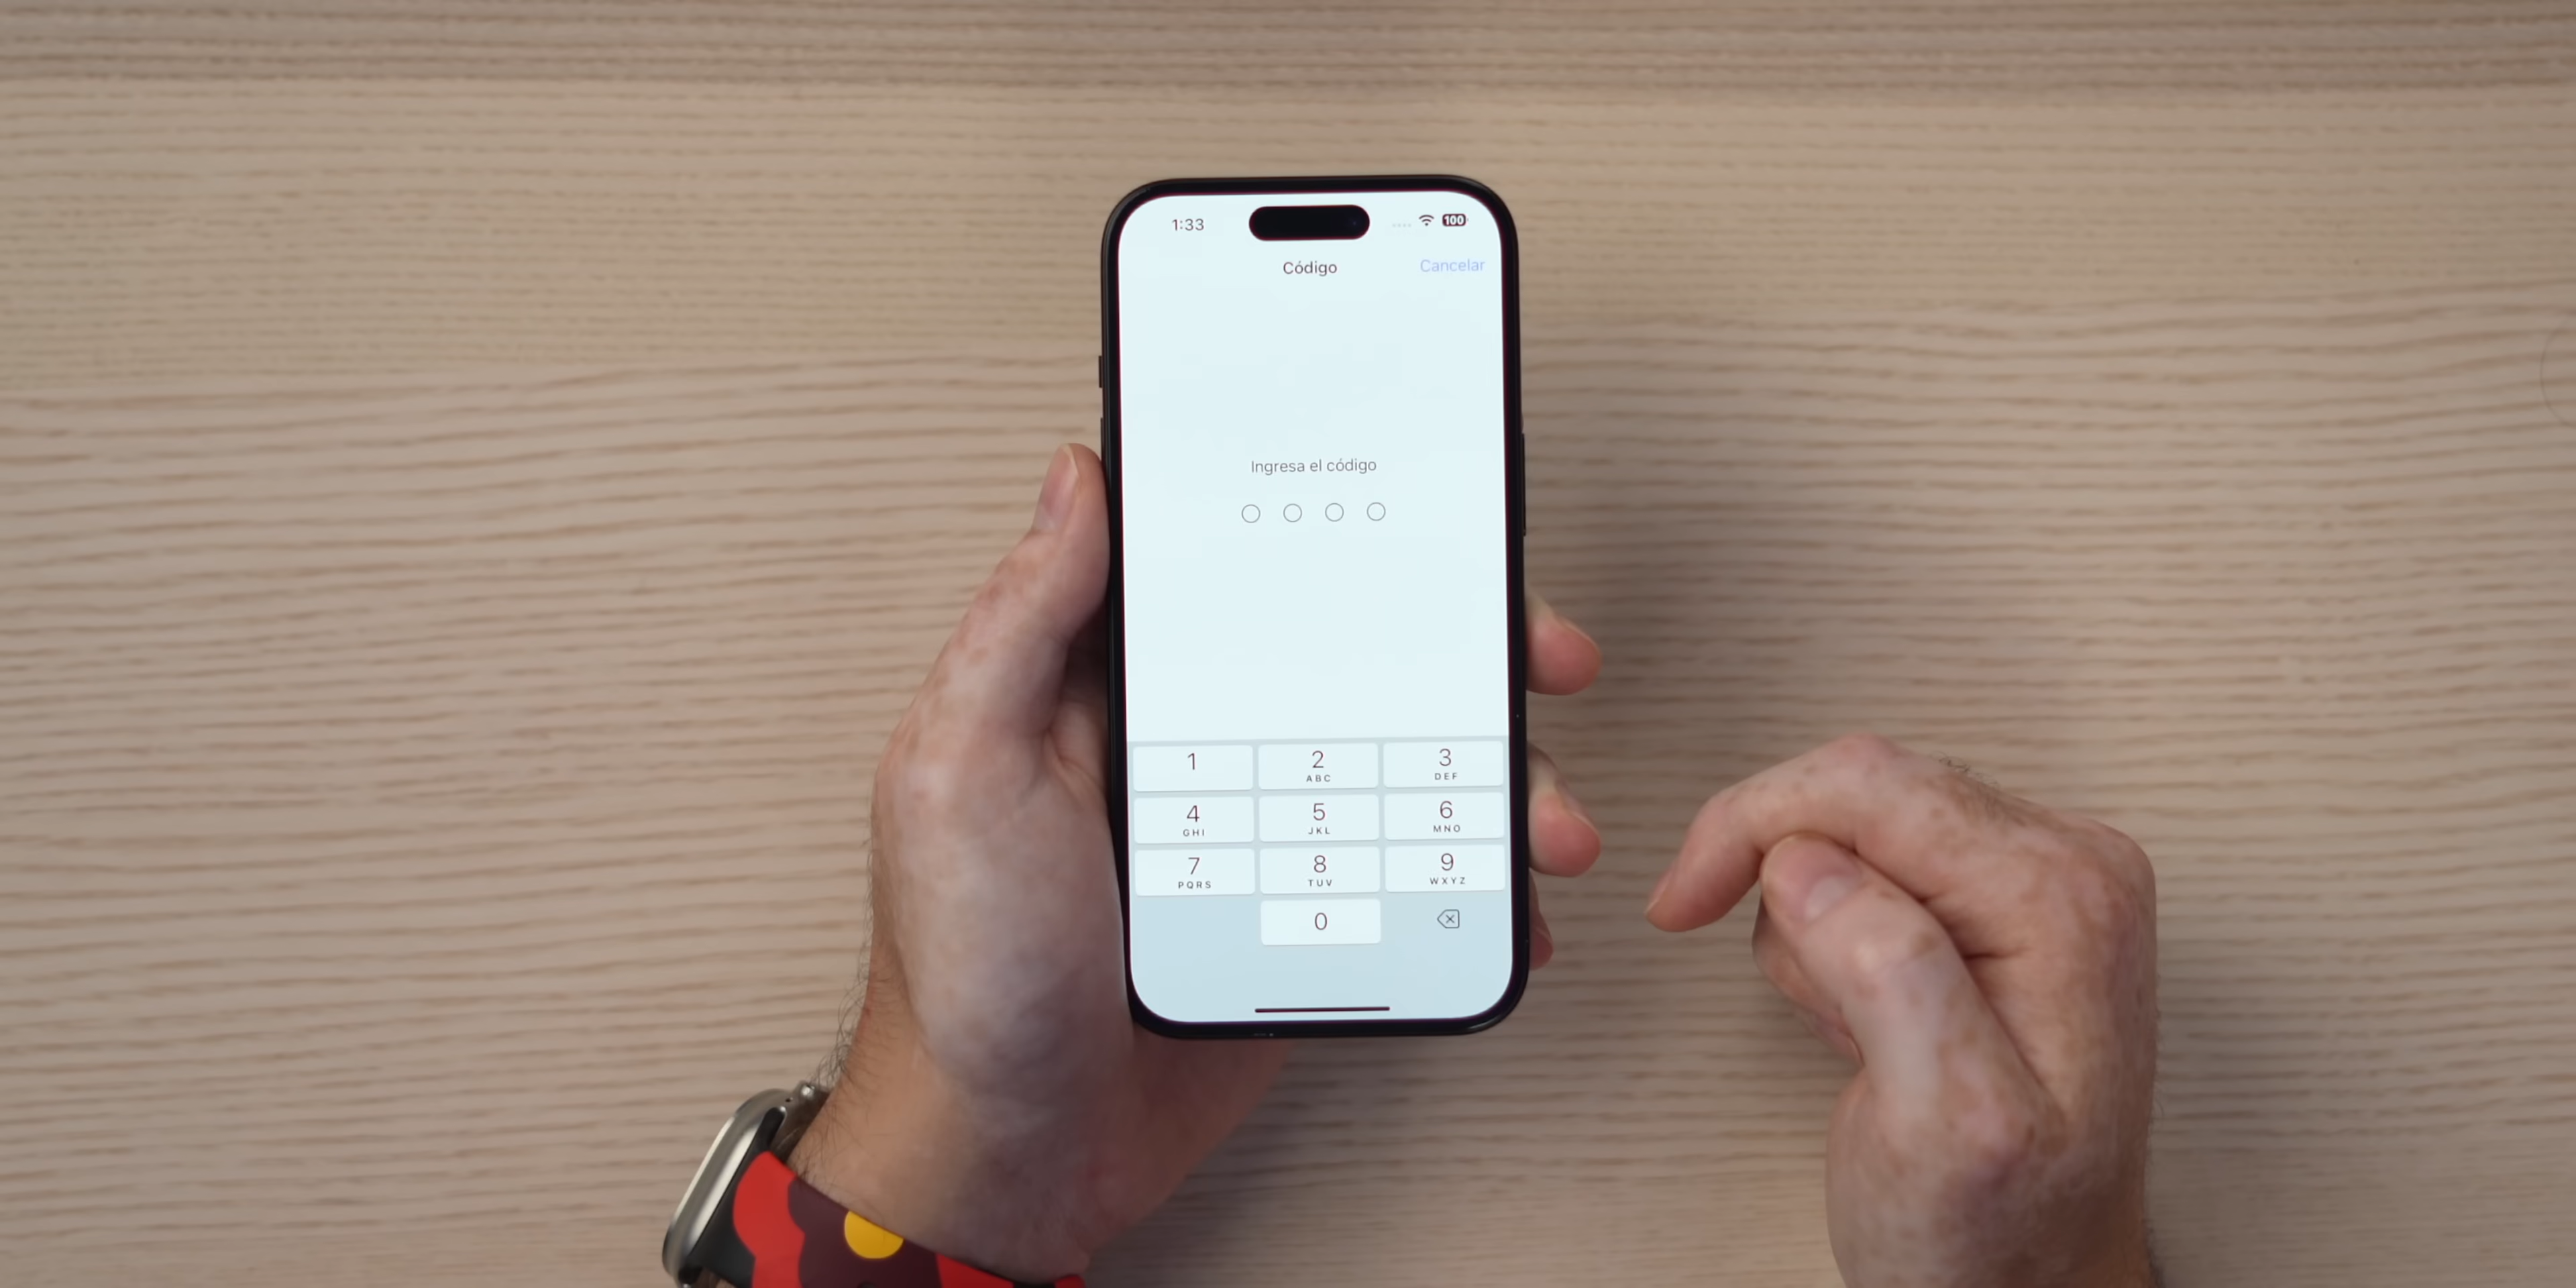 1:33 100
Código Cancelar
Ingresa el código
1 2 3
ABC DEF
4 5 6
GHI JKL MNO
7 8 9
PQRS TUV WXYZ
0